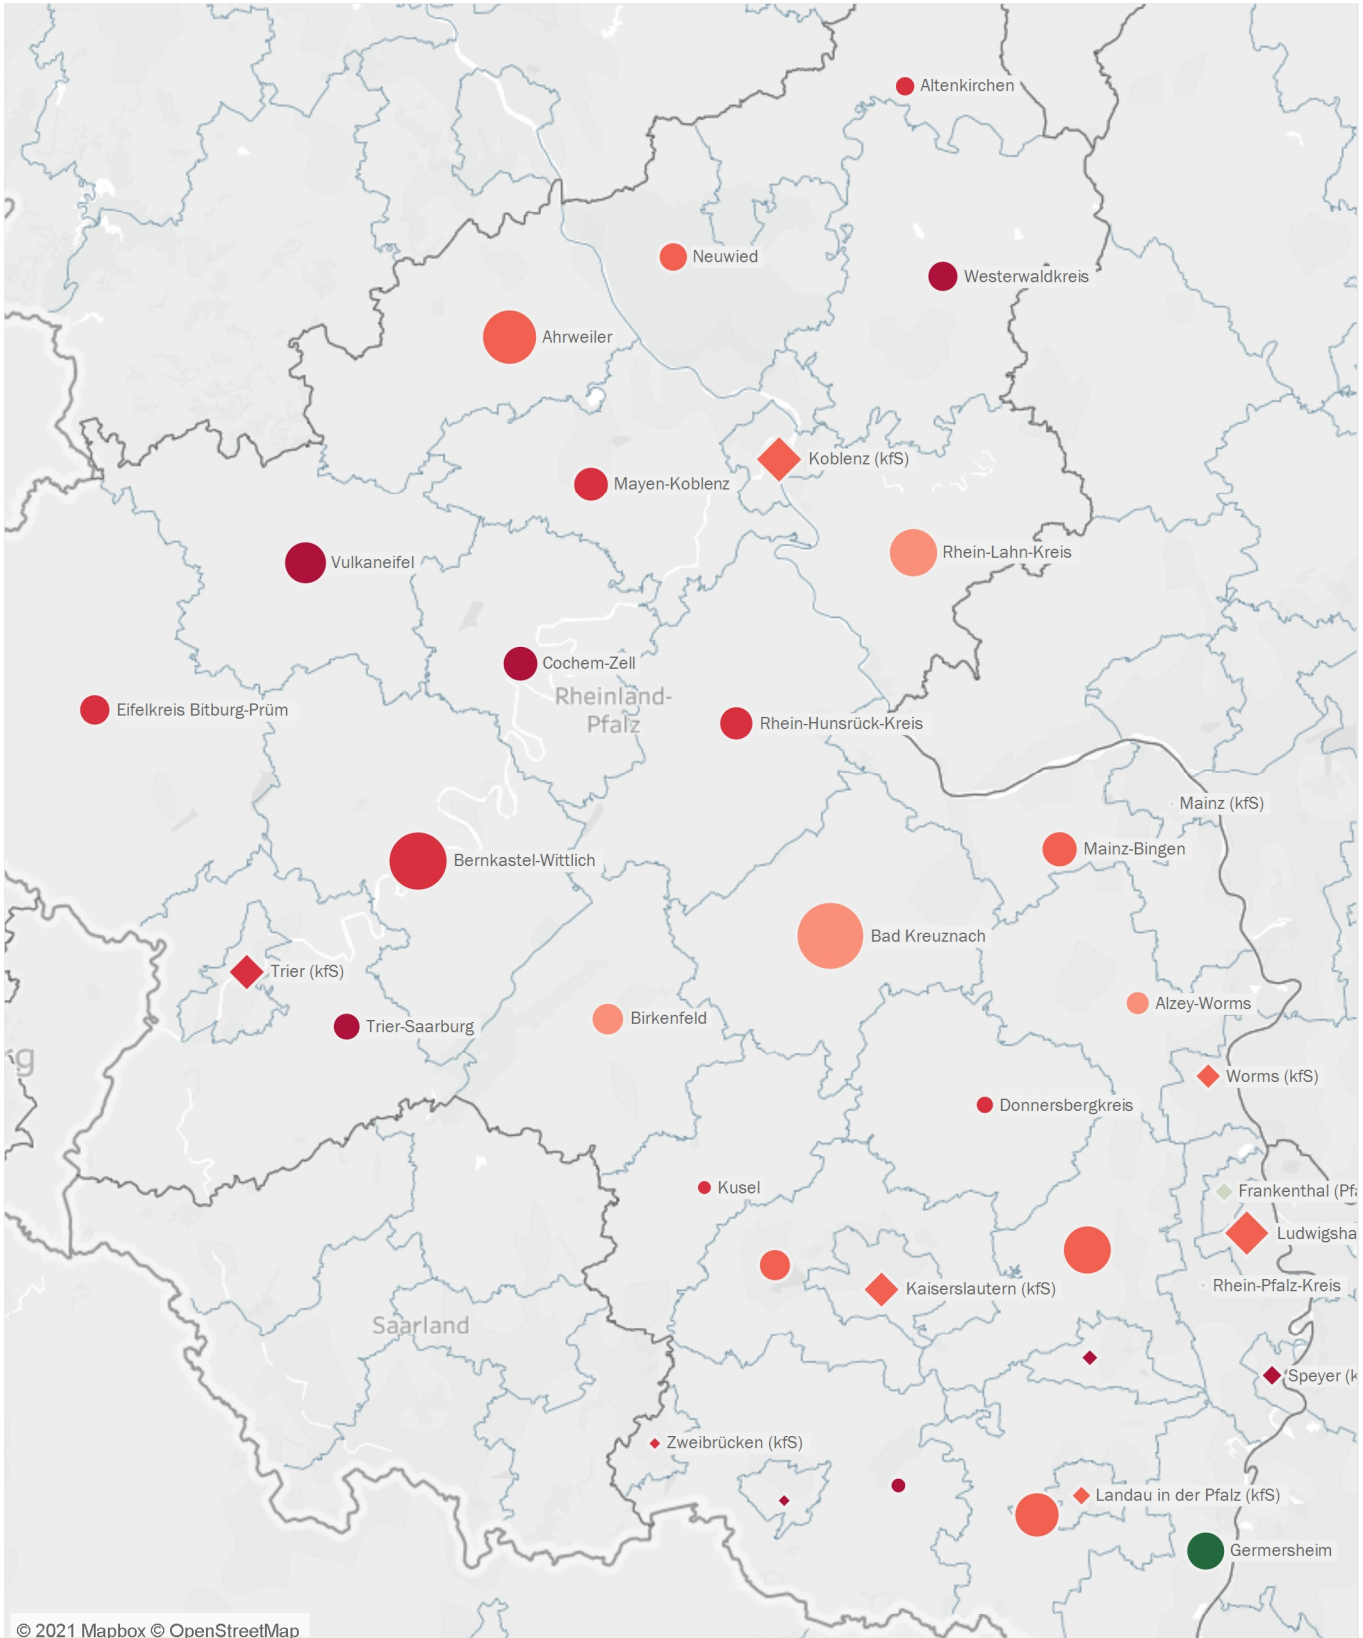 Altenkirchen
Neuwied
Westerwaldkreis
Ahrweiler
Koblenz (kfS)
Mayen-Koblenz
Rhein-Lahn-Kreis
Vulkaneifel
Cochem-Zell
Rheinland-
Pfalz
Eifelkreis Bitburg-Prüm
Rhein-Hunsrück-Kreis
Mainz (kfS)
Mainz-Bingen
Bernkastel-Wittlich
Bad Kreuznach
Trier (kfS)
Alzey-Worms
Birkenfeld
Trier-Saarburg
g
Worms (kfS)
Donnersbergkreis
Kusel
Frankenthal (Pfa
Ludwigsha
Rhein-Pfalz-Kreis
Kaiserslautern (kfS)
Saarland
Speyer (k
Zweibrücken (kfS)
Landau in der Pfalz (kfS)
Germersheim
© 2021 Mapbox © OpenStreetMap